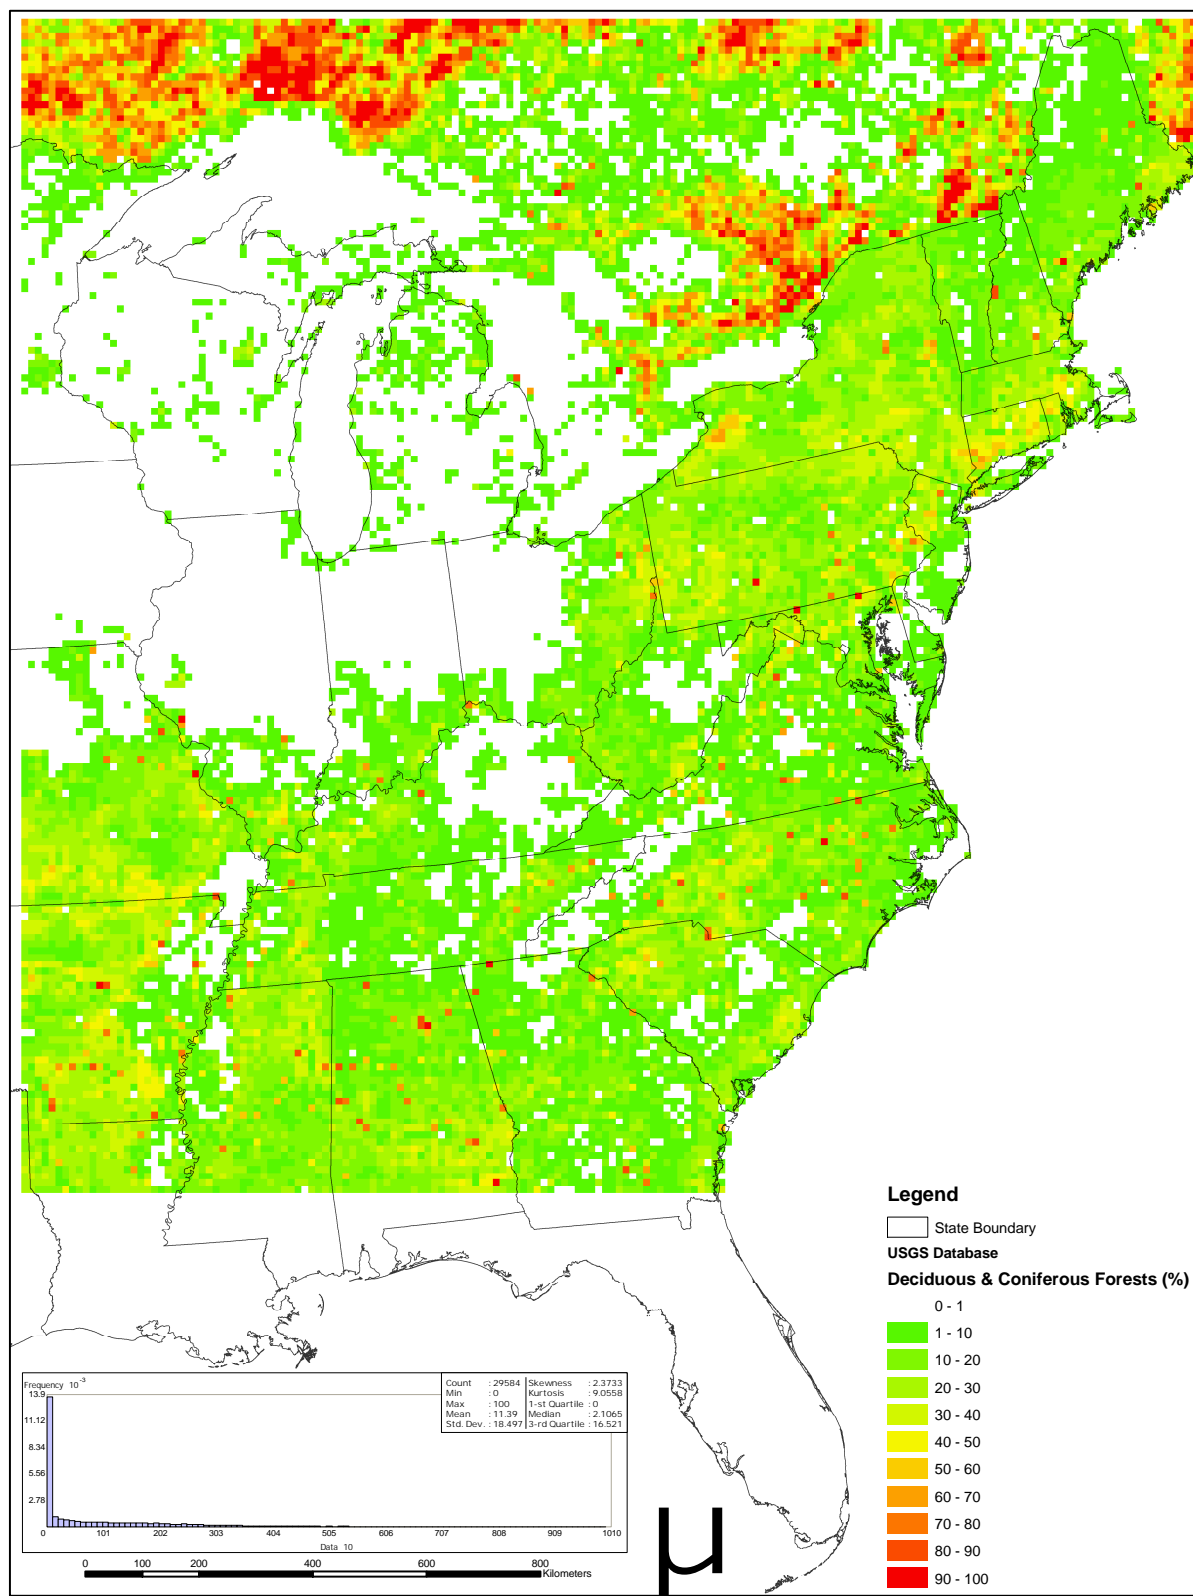 Legend
State Boundary
USGS Database
Deciduous & Coniferous Forests (%)
0 - 1
1 - 10
10 - 20
20 - 30
30 - 40
40 - 50
50 - 60
60 - 70
70 - 80
80 - 90
90 - 100
Frequency 10 -3
13.9
11.12
8.34
5.56
2.78
0 101 202 303 404 505 606 707 808 909 1010
Data 10
Count : 29584 Skewness : 2.3733
Min : 0 Kurtosis : 9.0558
Max : 100 1-st Quartile : 0
Mean : 11.39 Median : 2.1065
Std. Dev. : 18.497 3-rd Quartile : 16.521
0 100 200 400 600 800
Kilometers
µ